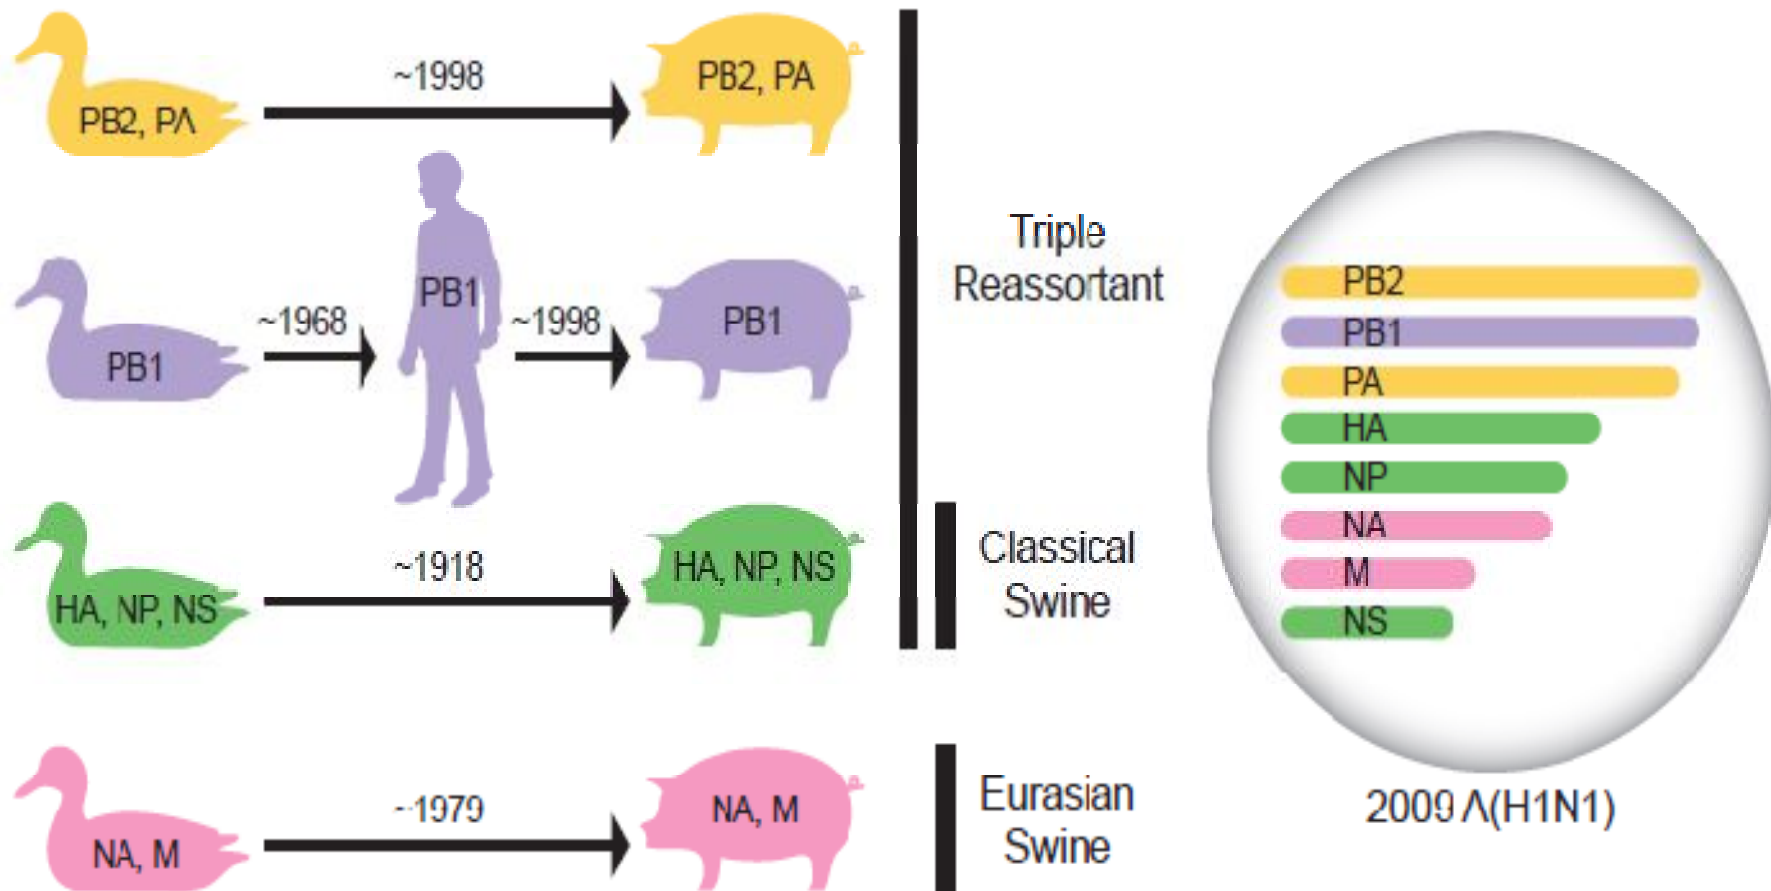 PB2, PA
~1998
PB2, PA
PB1
~1968
PB1
~1998
PB1
HA, NP, NS
~1918
HA, NP, NS
NA, M
~1979
NA, M
Triple
Reassortant
Classical
Swine
Eurasian
Swine
PB2
PB1
PA
HA
NP
NA
M
NS
2009 A(H1N1)